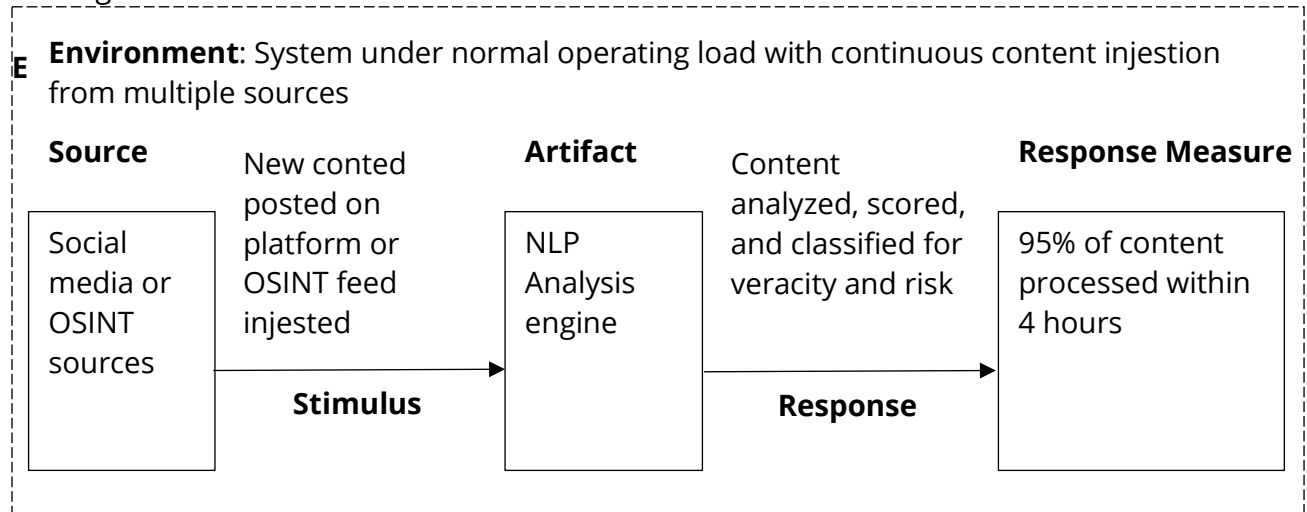 E
Environment: System under normal operating load with continuous content injestion
from multiple sources
Source
New conted
posted on
platform or
OSINT feed
injested
Artifact
Content
analyzed, scored,
and classified for
veracity and risk
Response Measure
Social
media or
OSINT
sources
NLP
Analysis
engine
95% of content
processed within
4 hours
Stimulus
Response